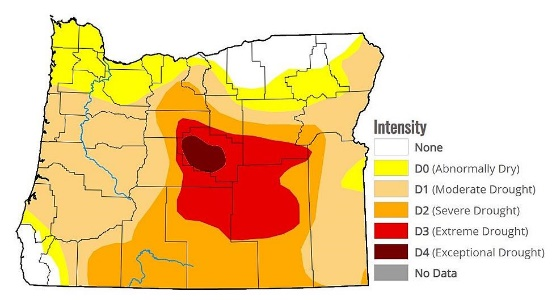 Intensity
None
D0 (Abnormally Dry)
D1 (Moderate Drought)
D2 (Severe Drought)
D3 (Extreme Drought)
D4 (Exceptional Drought)
No Data